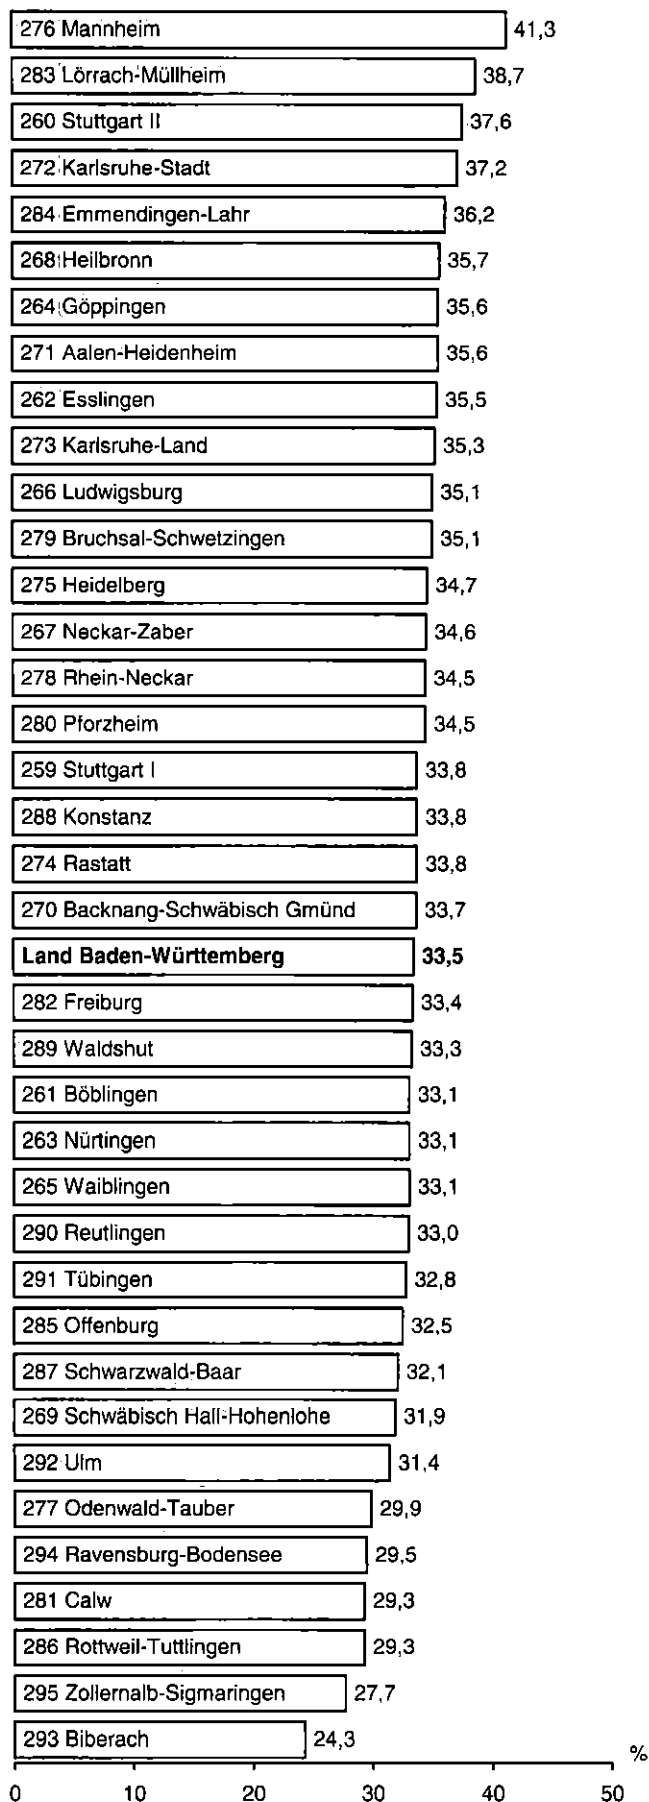 276 Mannheim 41,3
283 Lörrach-Müllheim 38,7
260 Stuttgart II 37,6
272 Karlsruhe-Stadt 37,2
284 Emmendingen-Lahr 36,2
268 Heilbronn 35,7
264 Göppingen 35,6
271 Aalen-Heidenheim 35,6
262 Esslingen 35,5
273 Karlsruhe-Land 35,3
266 Ludwigsburg 35,1
279 Bruchsal-Schwetzingen 35,1
275 Heidelberg 34,7
267 Neckar-Zaber 34,6
278 Rhein-Neckar 34,5
280 Pforzheim 34,5
259 Stuttgart I 33,8
288 Konstanz 33,8
274 Rastatt 33,8
270 Backnang-Schwäbisch Gmünd 33,7
Land Baden-Württemberg 33,5
282 Freiburg 33,4
289 Waldshut 33,3
261 Böblingen 33,1
263 Nürtingen 33,1
265 Waiblingen 33,1
290 Reutlingen 33,0
291 Tübingen 32,8
285 Offenburg 32,5
287 Schwarzwald-Baar 32,1
269 Schwäbisch Hall-Hohenlohe 31,9
292 Ulm 31,4
277 Odenwald-Tauber 29,9
294 Ravensburg-Bodensee 29,5
281 Calw 29,3
286 Rottweil-Tuttlingen 29,3
295 Zollernalb-Sigmaringen 27,7
293 Biberach 24,3
%
0 10 20 30 40 50